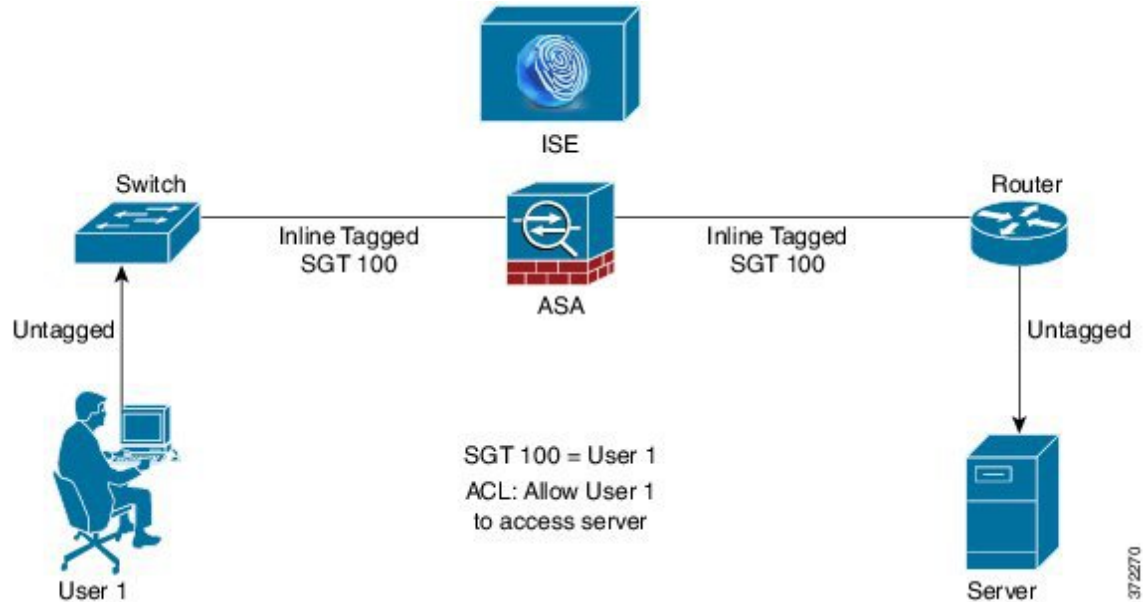 ISE
Switch
Router
Inline Tagged
SGT 100
Inline Tagged
SGT 100
ASA
Untagged
Untagged
SGT 100 = User 1
ACL: Allow User 1
to access server
User 1
Server
372270